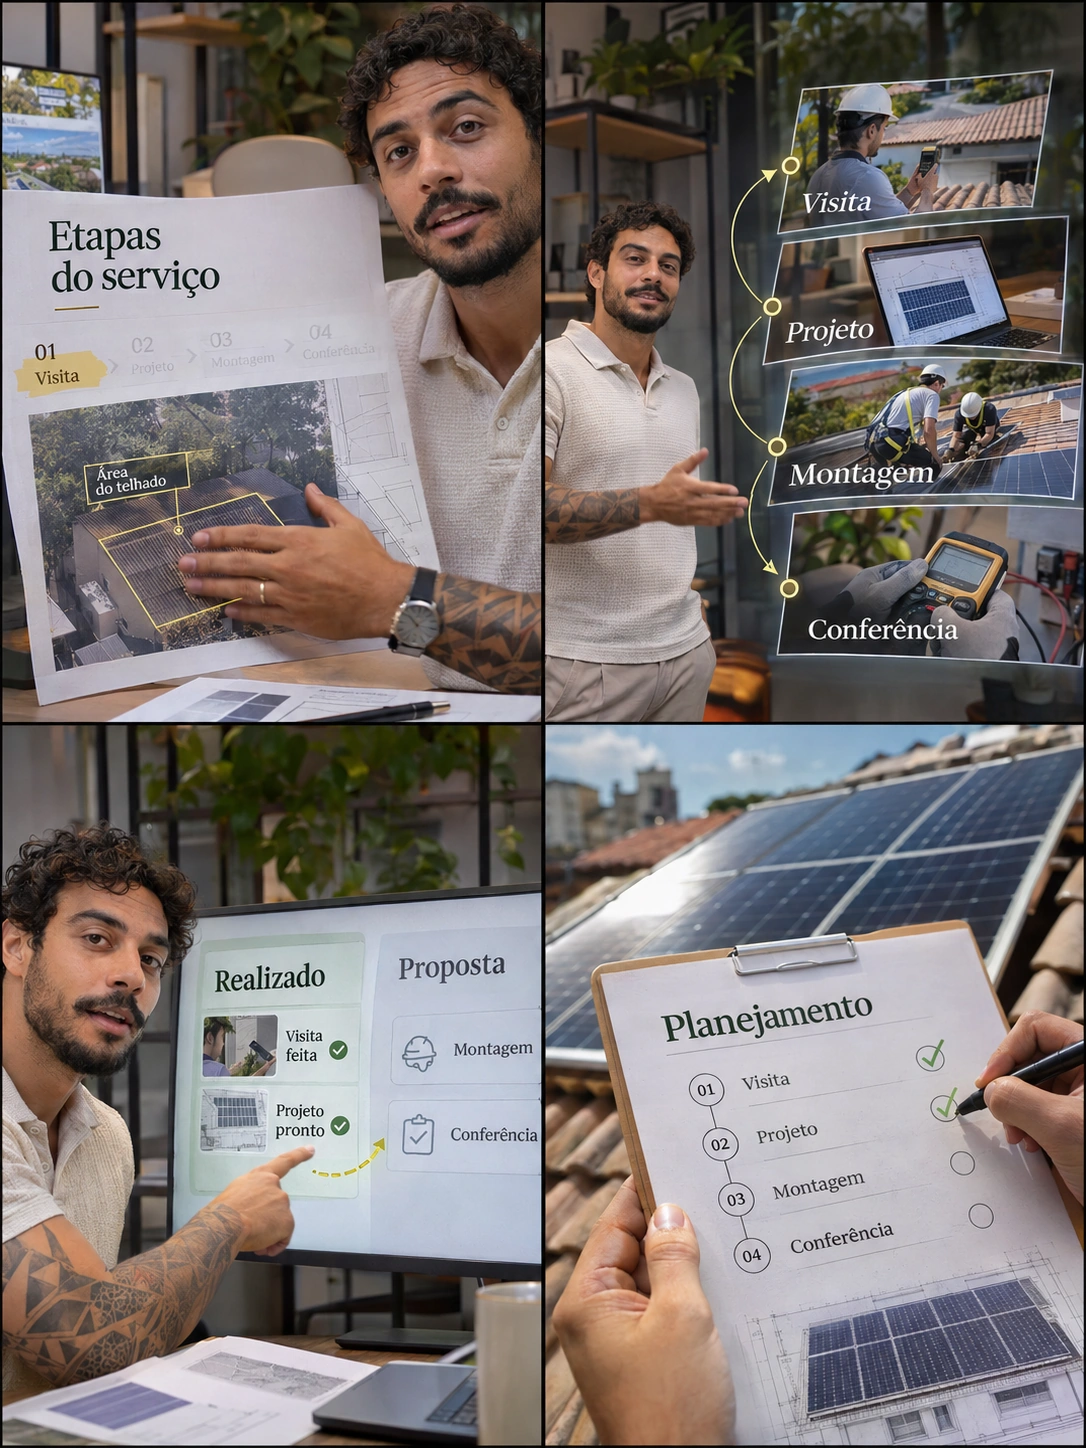 Etapas
do serviço
01
Visita
02
Projeto
03
Montagem
04
Conferência
Área
do telhado
Visita
Projeto
Montagem
Conferência
Realizado
Visita
feita
Projeto
pronto
Proposta
Montagem
Conferência
Planejamento
01 Visita
02 Projeto
03 Montagem
04 Conferência